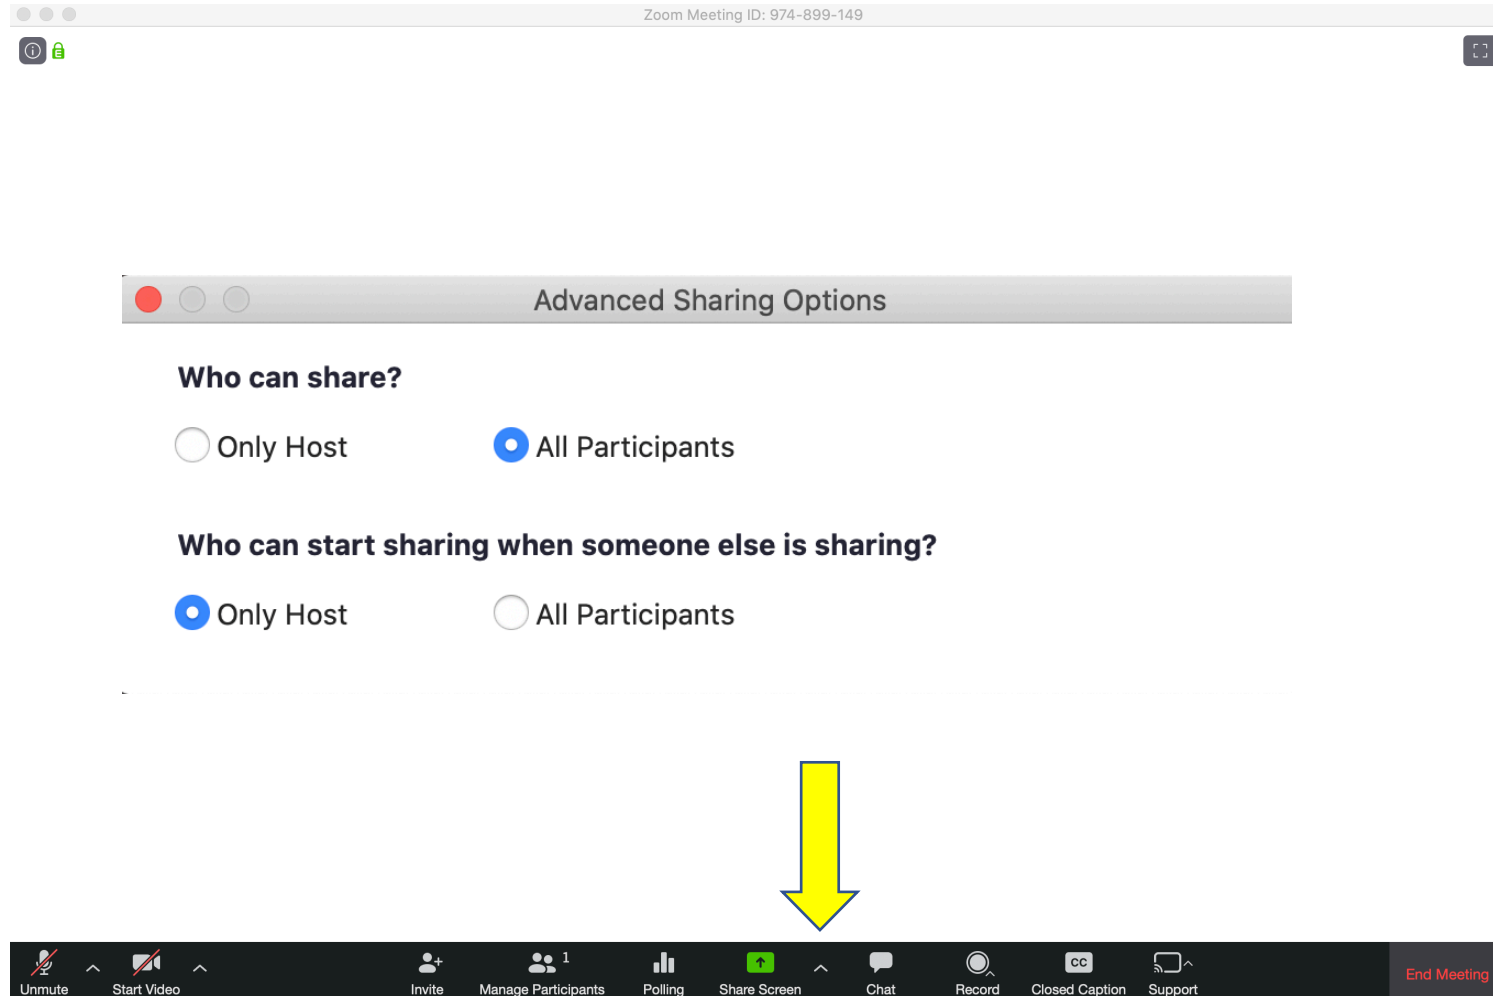 Zoom Meeting ID: 974-899-149
Advanced Sharing Options
Who can share?
Only Host All Participants
Who can start sharing when someone else is sharing?
Only Host All Participants
1
CC
Unmute Start Video Invite Manage Participants Polling Share Screen Chat Record Closed Caption Support End Meeting